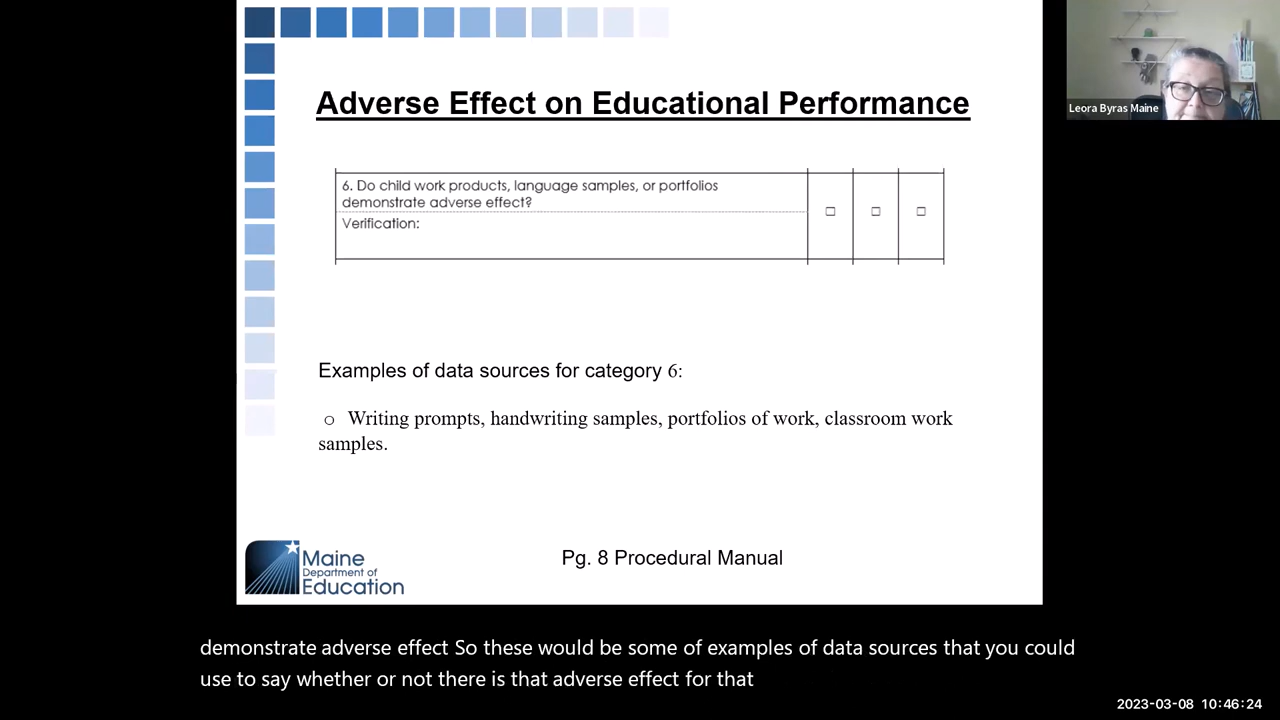 Adverse Effect on Educational Performance
Leora Byras Maine
6. Do child work products, language samples, or portfolios
demonstrate adverse effect?
Verification:
□ □ □
Examples of data sources for category 6:
○ Writing prompts, handwriting samples, portfolios of work, classroom work
samples.
Maine
Department of
Education
Pg. 8 Procedural Manual
demonstrate adverse effect So these would be some of examples of data sources that you could
use to say whether or not there is that adverse effect for that
2023-03-08 10:46:24